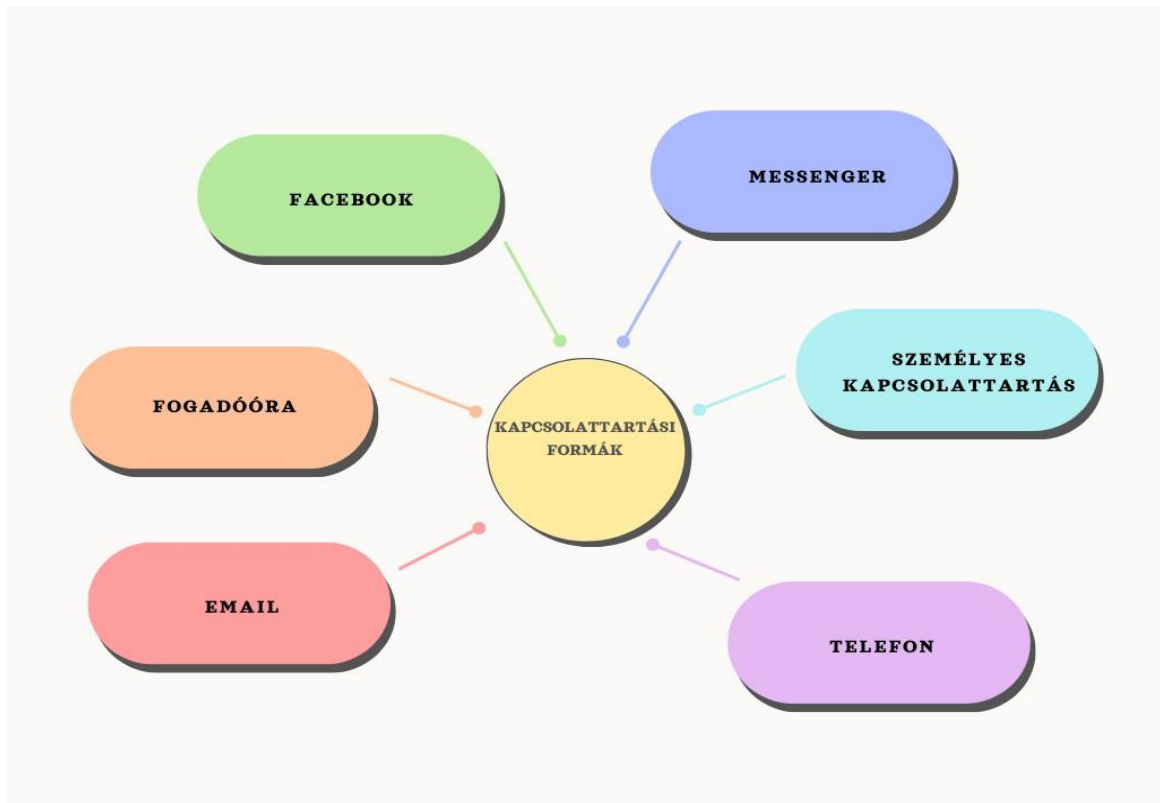 FACEBOOK
MESSENGER
FOGADÓÓRA
SZEMÉLYES
KAPCSOLATTARTÁS
KAPCSOLATTARTÁSI
FORMÁK
EMAIL
TELEFON